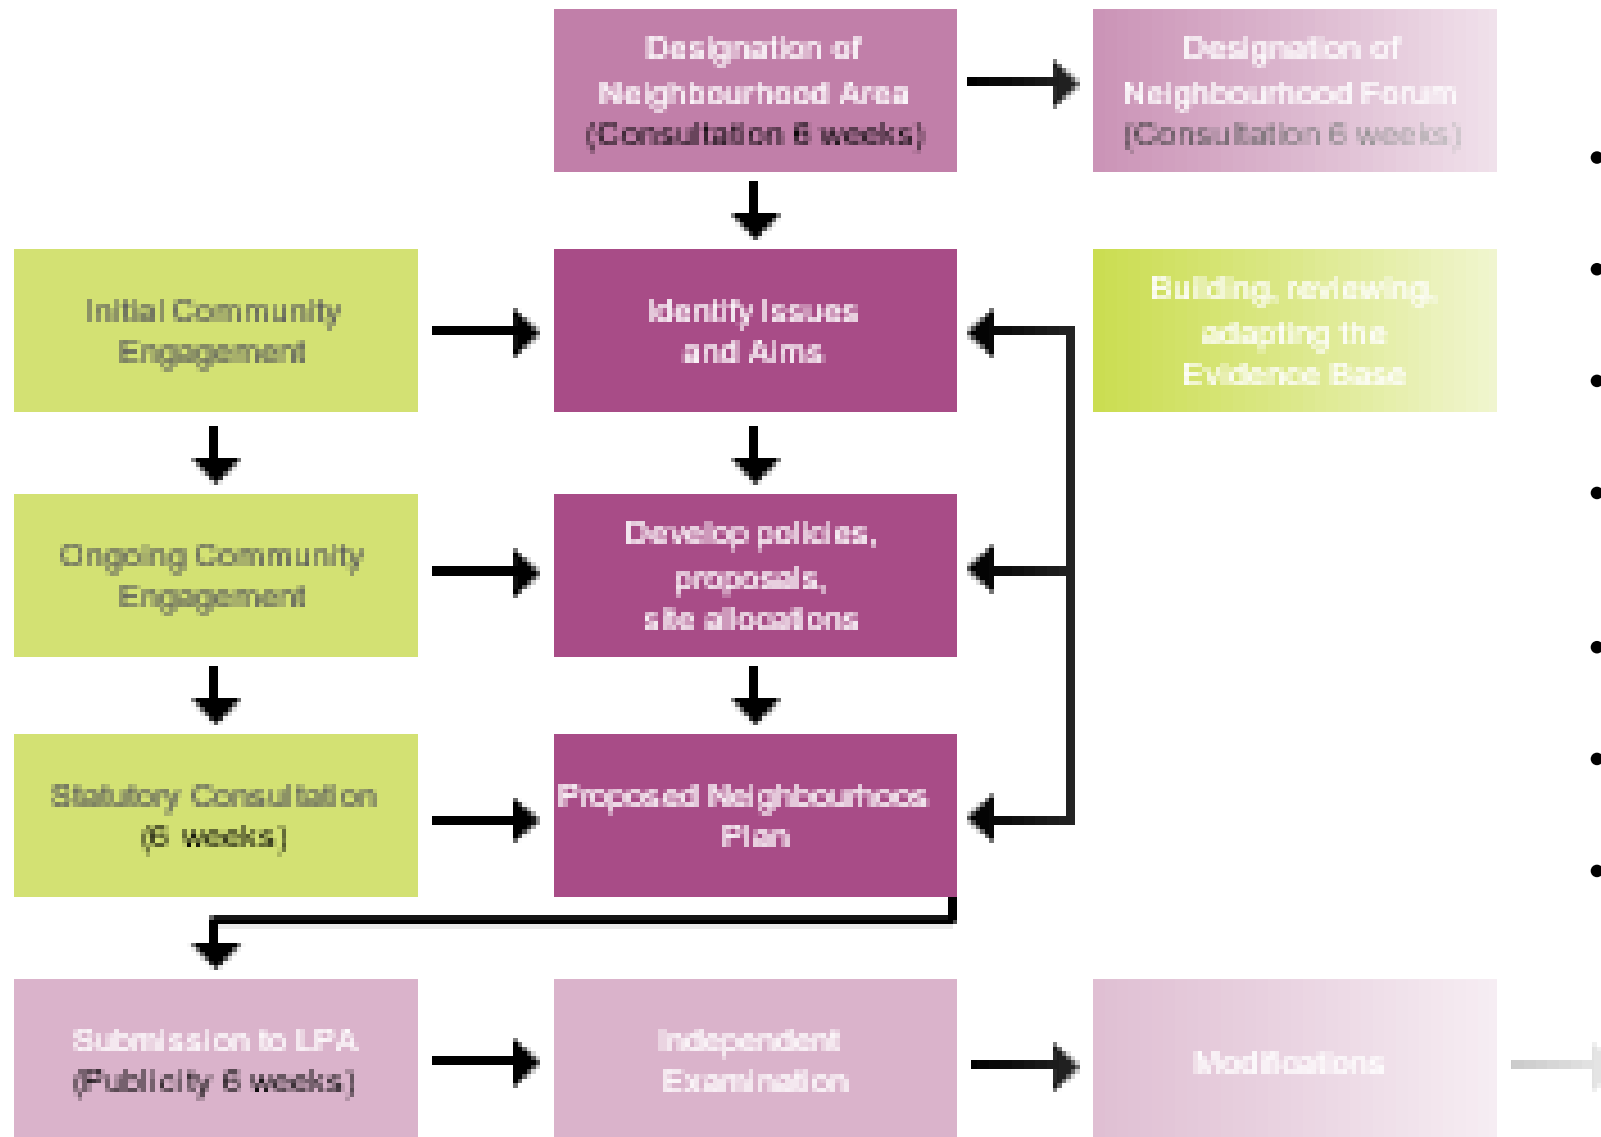 Designation of
Neighbourhood Area
(Consultation 6 weeks)
Designation of
Neighbourhood Forum
(Consultation 6 weeks)
Initial Community
Engagement
Identify Issues
and Aims
Building, reviewing,
adapting the
Evidence Base
Ongoing Community
Engagement
Develop policies,
proposals,
site allocations
Statutory Consultation
(6 weeks)
Proposed Neighbourhoos
Plan
Submission to LPA
(Publicity 6 weeks)
Independent
Examination
Modifications